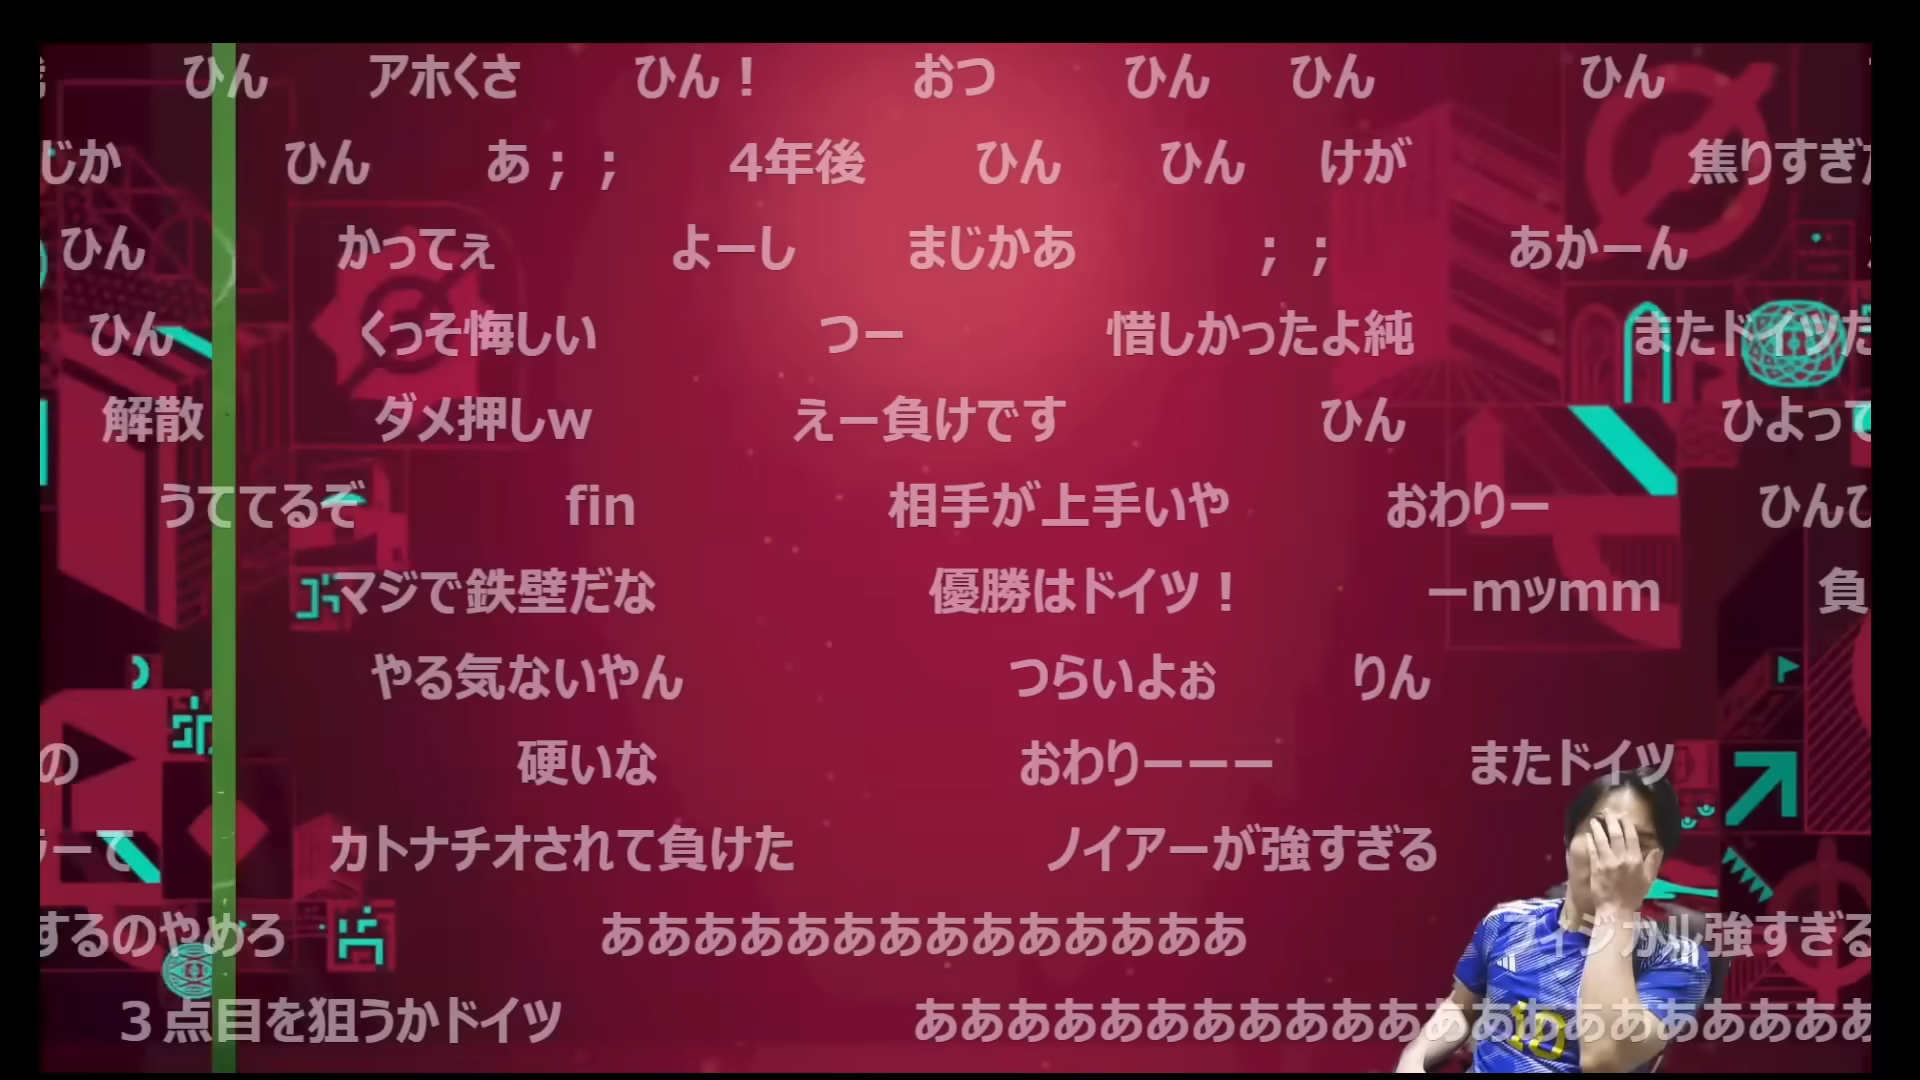 ひん アホくさ ひん！ おつ ひん ひん ひん
じか ひん あ；； 4年後 ひん ひん けが 焦りすぎ
ひん かってぇ よーし まじかあ ；； あかーん
ひん くっそ悔しい つー 惜しかったよ純 またドイツ
解散 ダメ押しw えー負けです ひん ひよって
うててるぞ fin 相手が上手いや おわりー ひん
マジで鉄壁だな 優勝はドイツ！ ーmッmm 負
やる気ないやん つらいよぉ りん
の 硬いな おわりーーー またドイツ
ーて カトナチオされて負けた ノイアーが強すぎる
するのやめろ ああああああああああああああ フィジカル強すぎる
３点目を狙うかドイツ あああああああああああああああああああああ
10